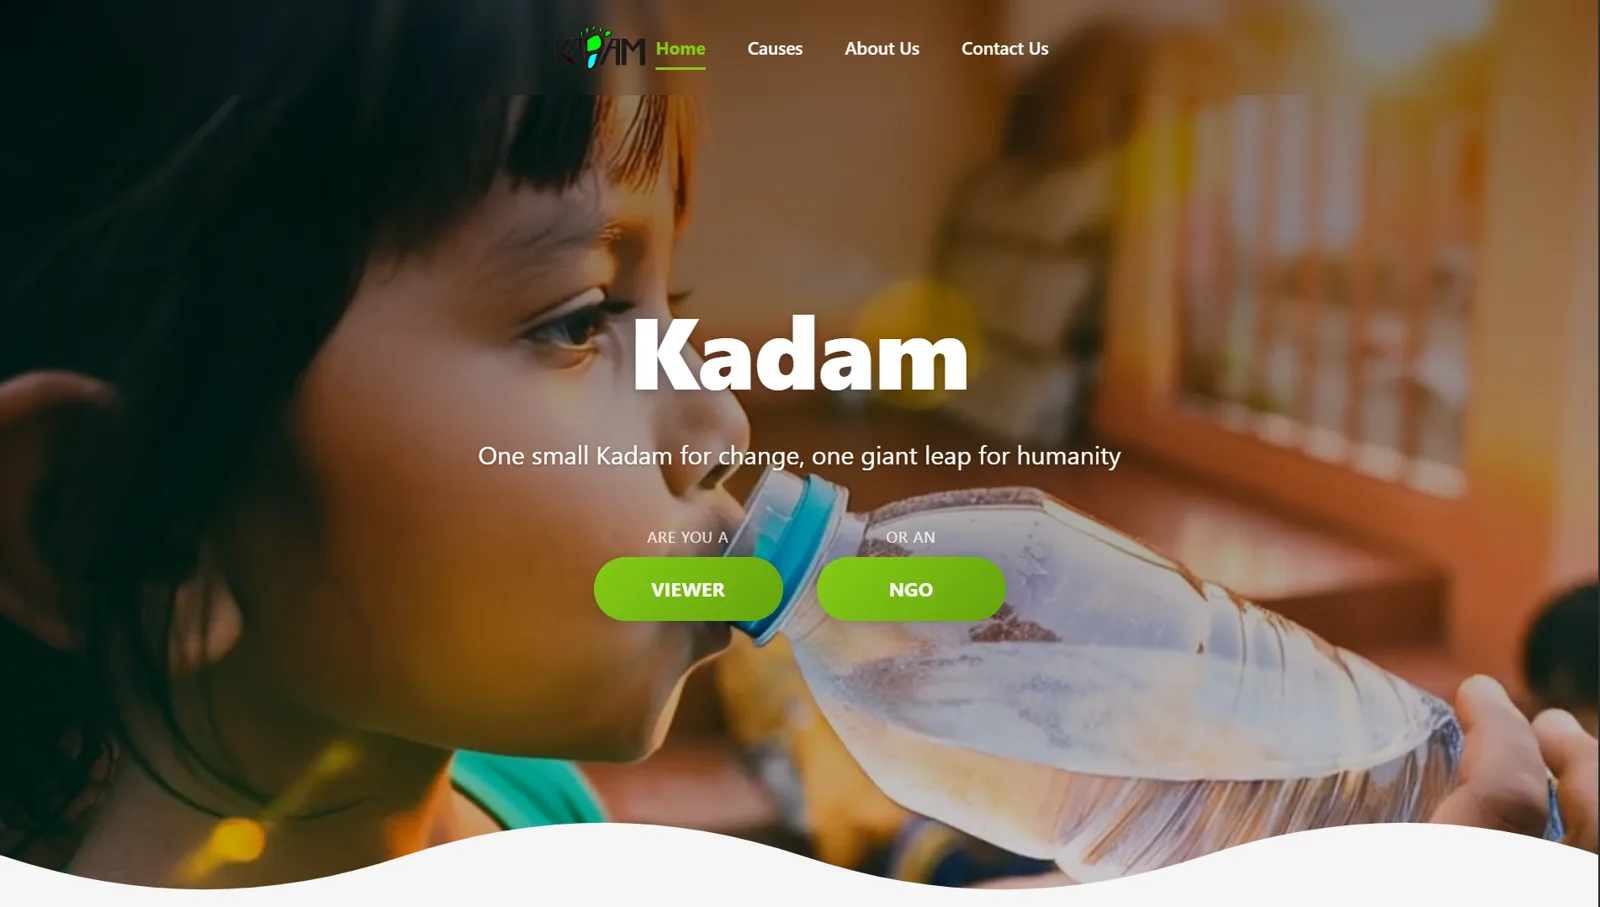 KADAM
Home
Causes
About Us
Contact Us
Kadam
One small Kadam for change, one giant leap for humanity
ARE YOU A
OR AN
VIEWER
NGO